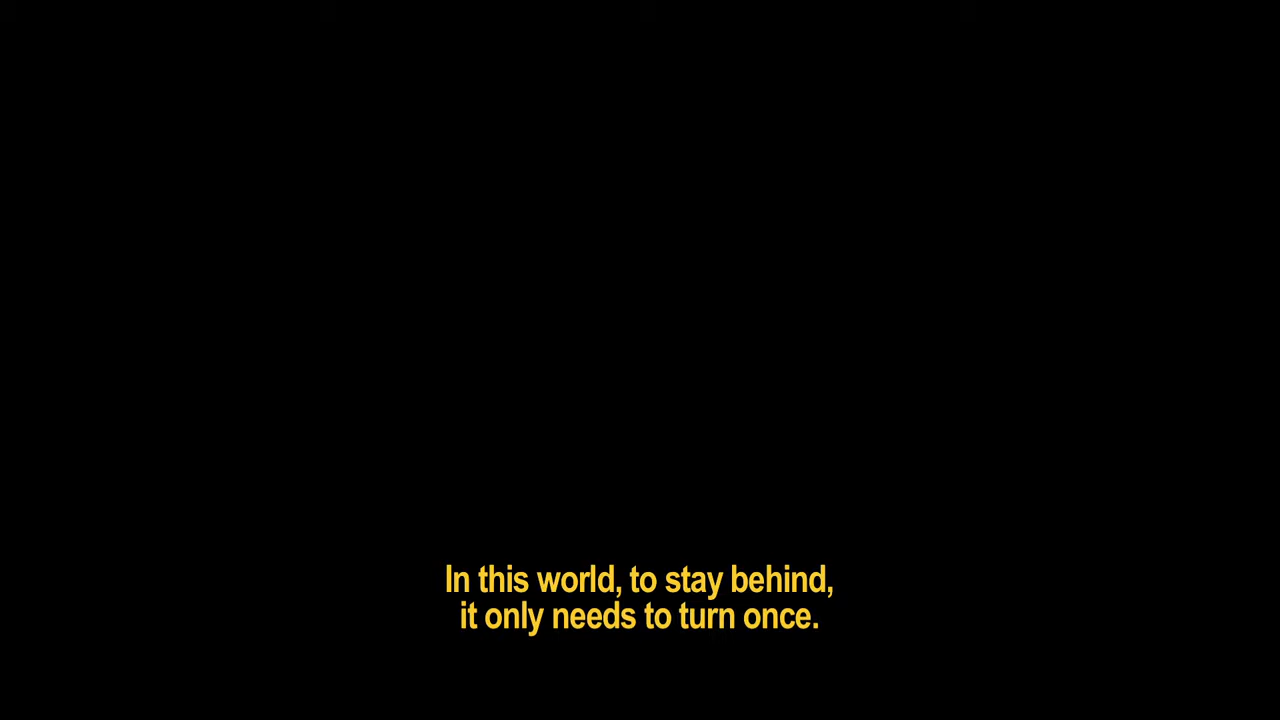 In this world, to stay behind,
it only needs to turn once.